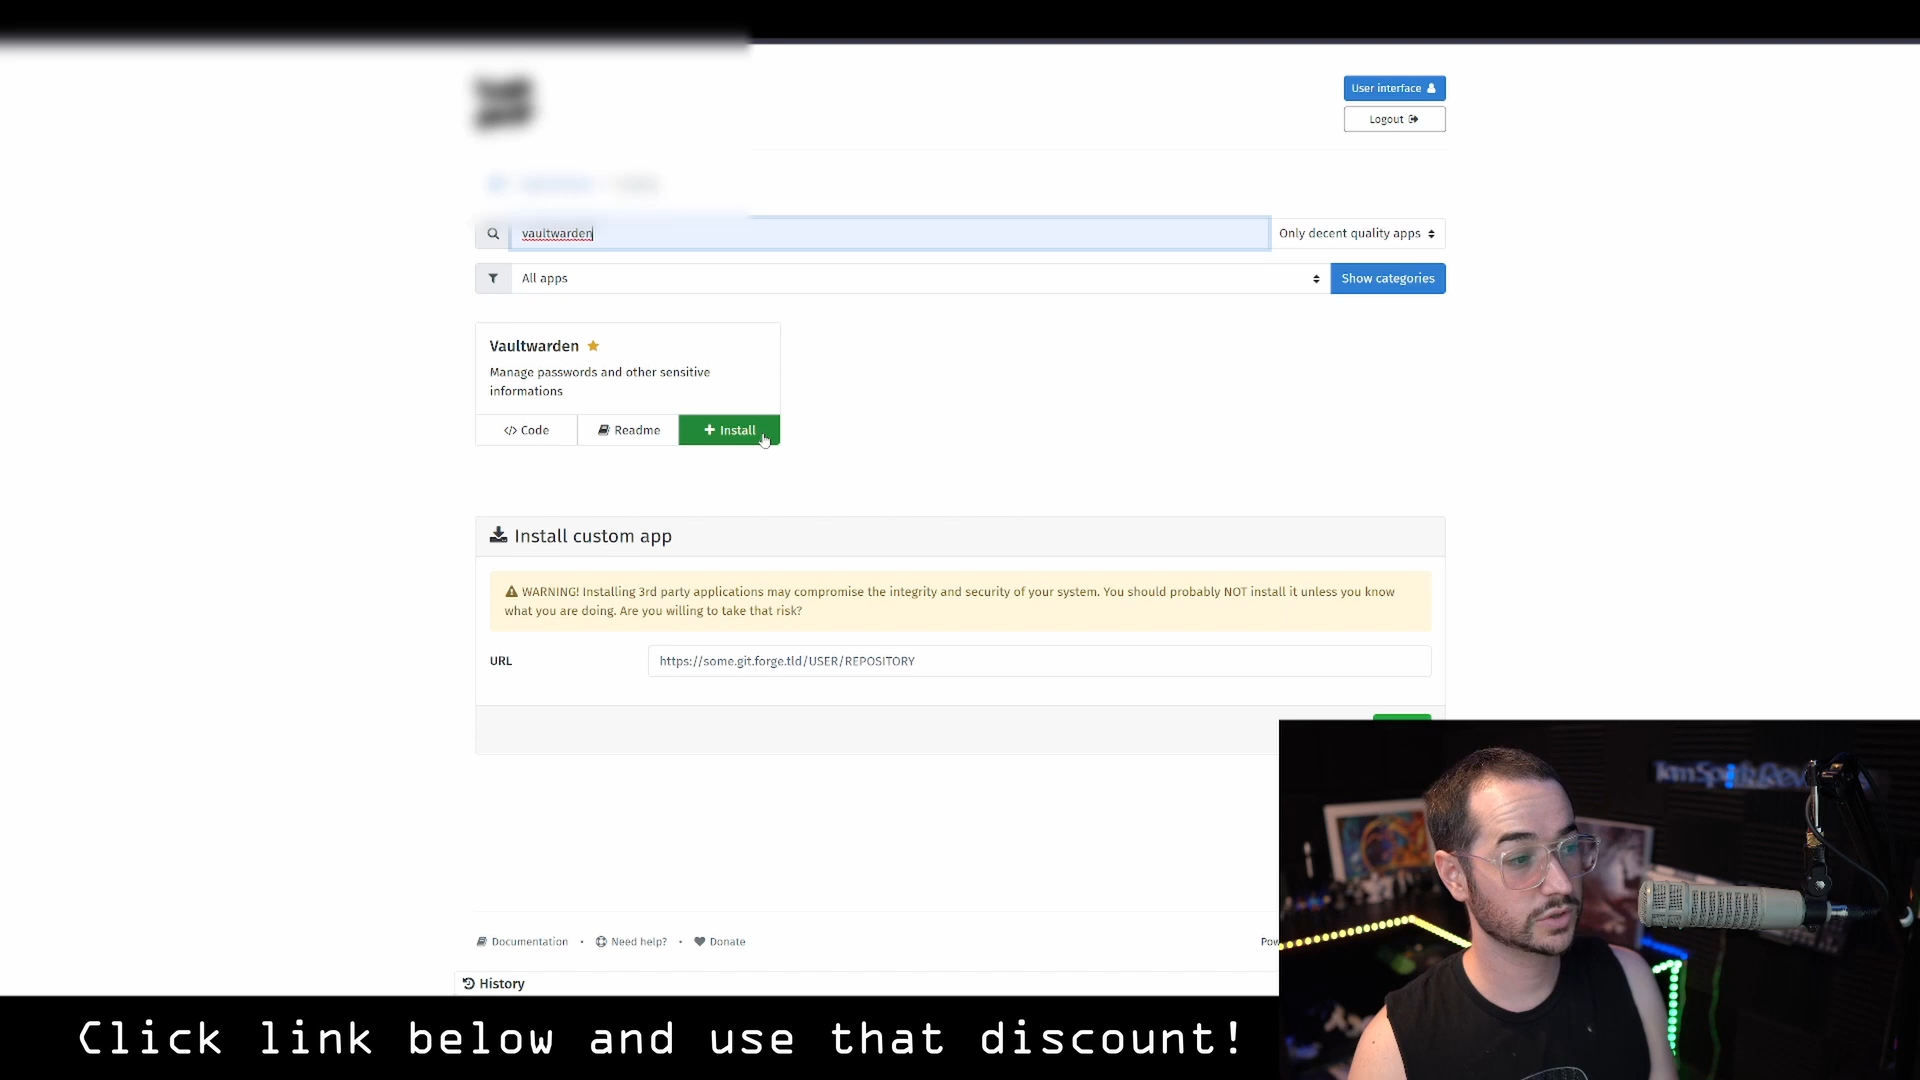 User interface
Logout
vaultwarden
Only decent quality apps
All apps
Show categories
Vaultwarden
Manage passwords and other sensitive
informations
</> Code
Readme
+ Install
Install custom app
WARNING! Installing 3rd party applications may compromise the integrity and security of your system. You should probably NOT install it unless you know
what you are doing. Are you willing to take that risk?
URL
https://some.git.forge.tld/USER/REPOSITORY
Documentation • Need help? • Donate
History
Click link below and use that discount!